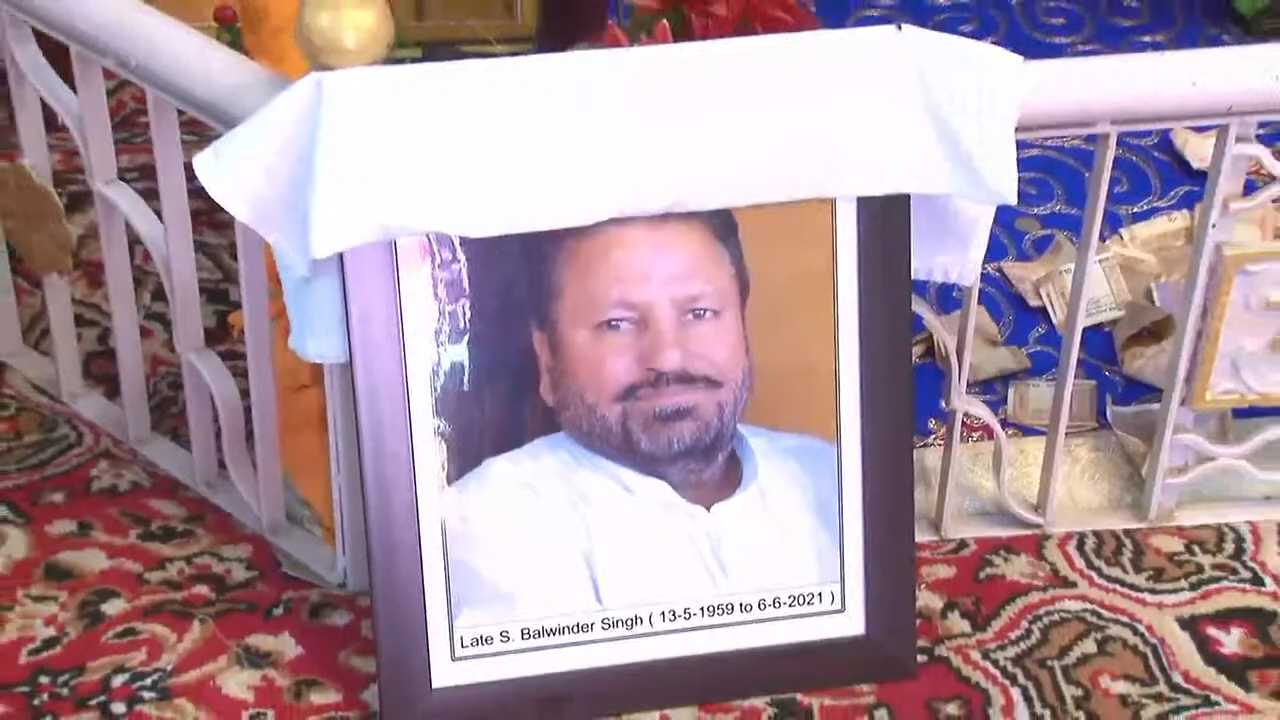 Late S. Balwinder Singh ( 13-5-1959 to 6-6-2021 )